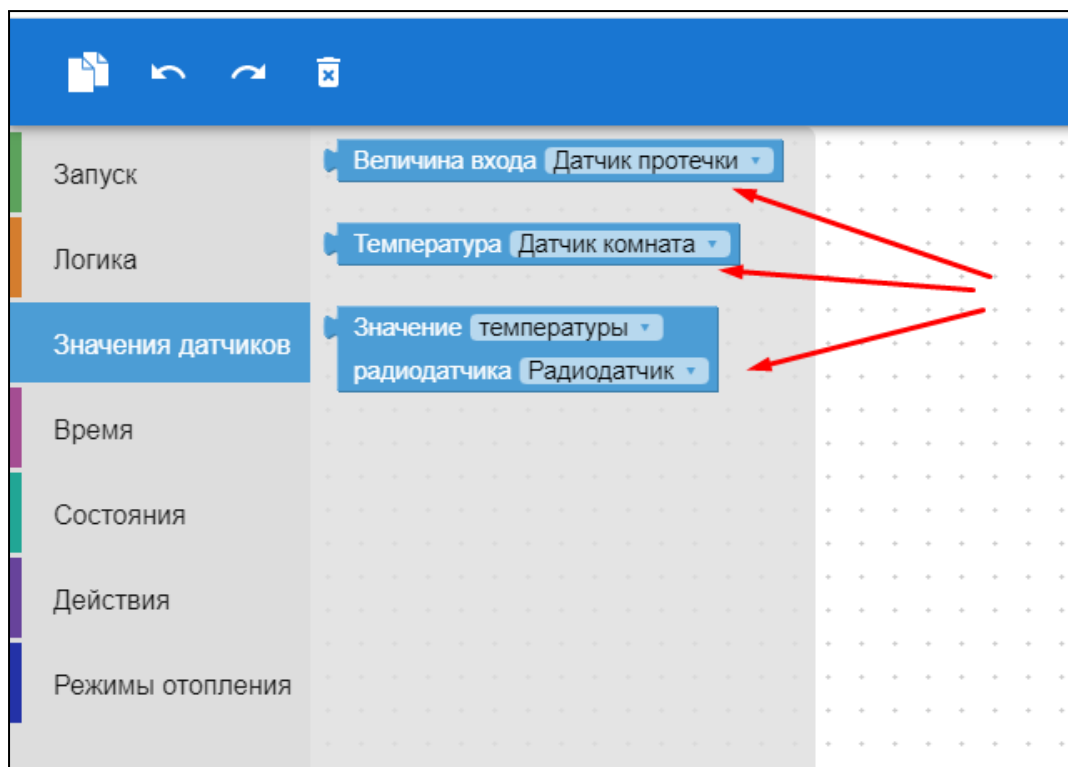 Запуск
Логика
Значения датчиков
Время
Состояния
Действия
Режимы отопления
Величина входа Датчик протечки
Температура Датчик комната
Значение температуры
радиодатчика Радиодатчик